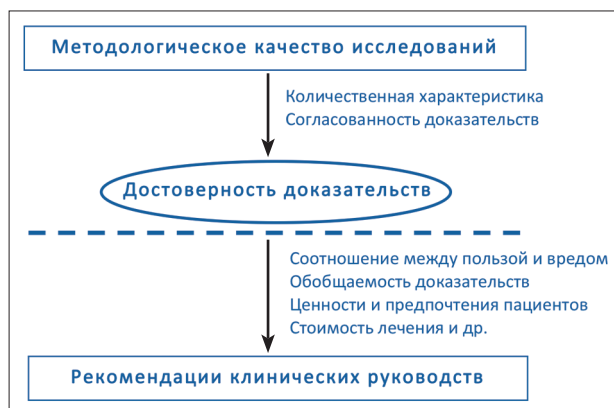 Методологическое качество исследований
Количественная характеристика
Согласованность доказательств
Достоверность доказательств
Соотношение между пользой и вредом
Обобщаемость доказательств
Ценности и предпочтения пациентов
Стоимость лечения и др.
Рекомендации клинических руководств